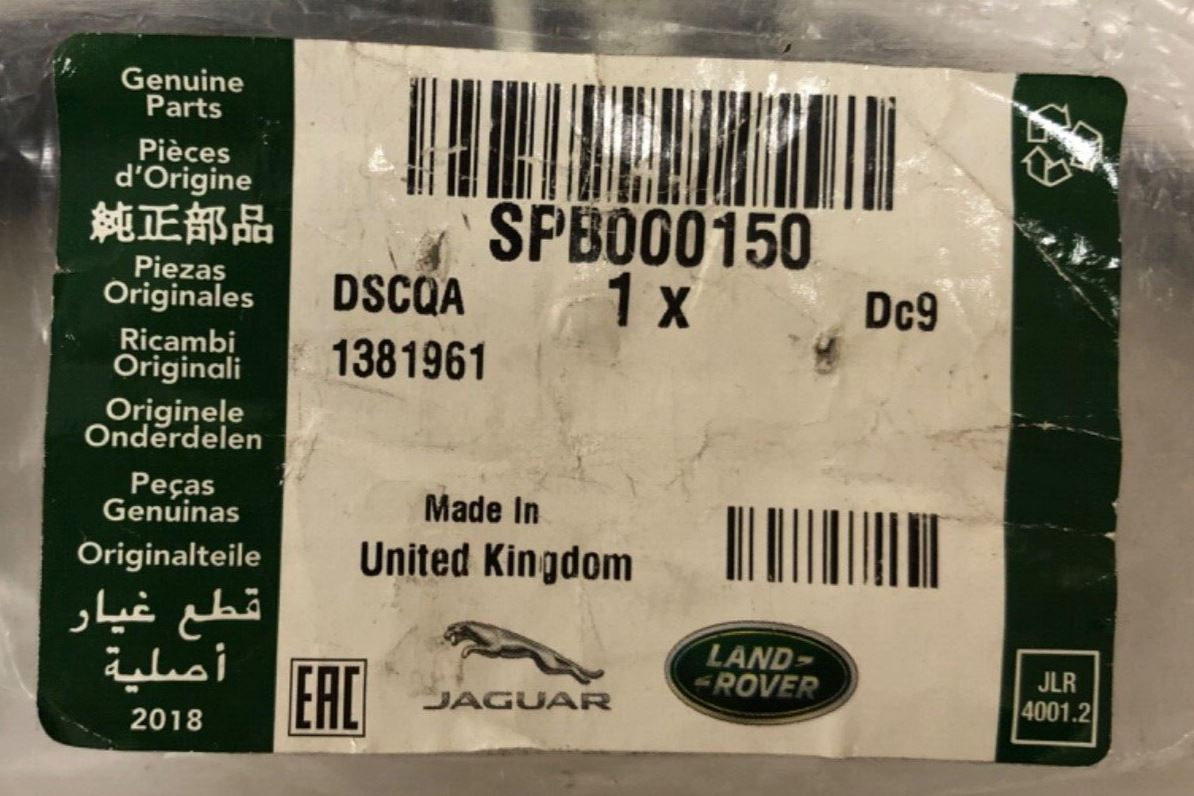 Genuine
Parts
Pièces
d'Origine
純正部品
Piezas
Originales
Ricambi
Originali
Originele
Onderdelen
Peças
Genuinas
Originalteile
قطع غيار
أصلية
2018
SPB000150
DSCQA
1 x
Dc9
1381961
Made In
United Kingdom
EAC
JAGUAR
LAND-
-ROVER
JLR
4001.2